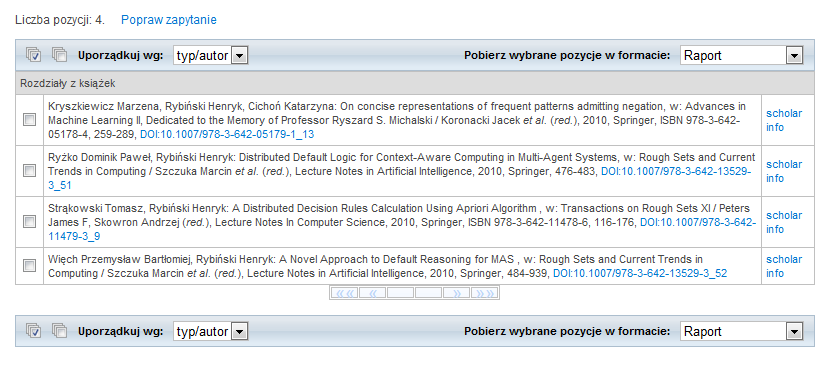 Liczba pozycji: 4. Popraw zapytanie
Uporządkuj wg: typ/autor Pobierz wybrane pozycje w formacie: Raport
Rozdziały z książek
Kryszkiewicz Marzena, Rybiński Henryk, Cichoń Katarzyna: On concise representations of frequent patterns admitting negation, w: Advances in
Machine Learning II, Dedicated to the Memory of Professor Ryszard S. Michalski / Koronacki Jacek et al. (red.), 2010, Springer, ISBN 978-3-642-
05178-4, 259-289, DOI:10.1007/978-3-642-05179-1_13
scholar
info
Ryżko Dominik Paweł, Rybiński Henryk: Distributed Default Logic for Context-Aware Computing in Multi-Agent Systems, w: Rough Sets and Current
Trends in Computing / Szczuka Marcin et al. (red.), Lecture Notes in Artificial Intelligence, 2010, Springer, 476-483, DOI:10.1007/978-3-642-13529-
3_51
scholar
info
Strąkowski Tomasz, Rybiński Henryk: A Distributed Decision Rules Calculation Using Apriori Algorithm , w: Transactions on Rough Sets XI / Peters
James F, Skowron Andrzej (red.), Lecture Notes In Computer Science, 2010, Springer, ISBN 978-3-642-11478-6, 116-176, DOI:10.1007/978-3-642-
11479-3_9
scholar
info
Więch Przemysław Bartłomiej, Rybiński Henryk: A Novel Approach to Default Reasoning for MAS , w: Rough Sets and Current Trends in
Computing / Szczuka Marcin et al. (red.), Lecture Notes in Artificial Intelligence, 2010, Springer, 484-939, DOI:10.1007/978-3-642-13529-3_52
scholar
info
«« « » »»
Uporządkuj wg: typ/autor Pobierz wybrane pozycje w formacie: Raport